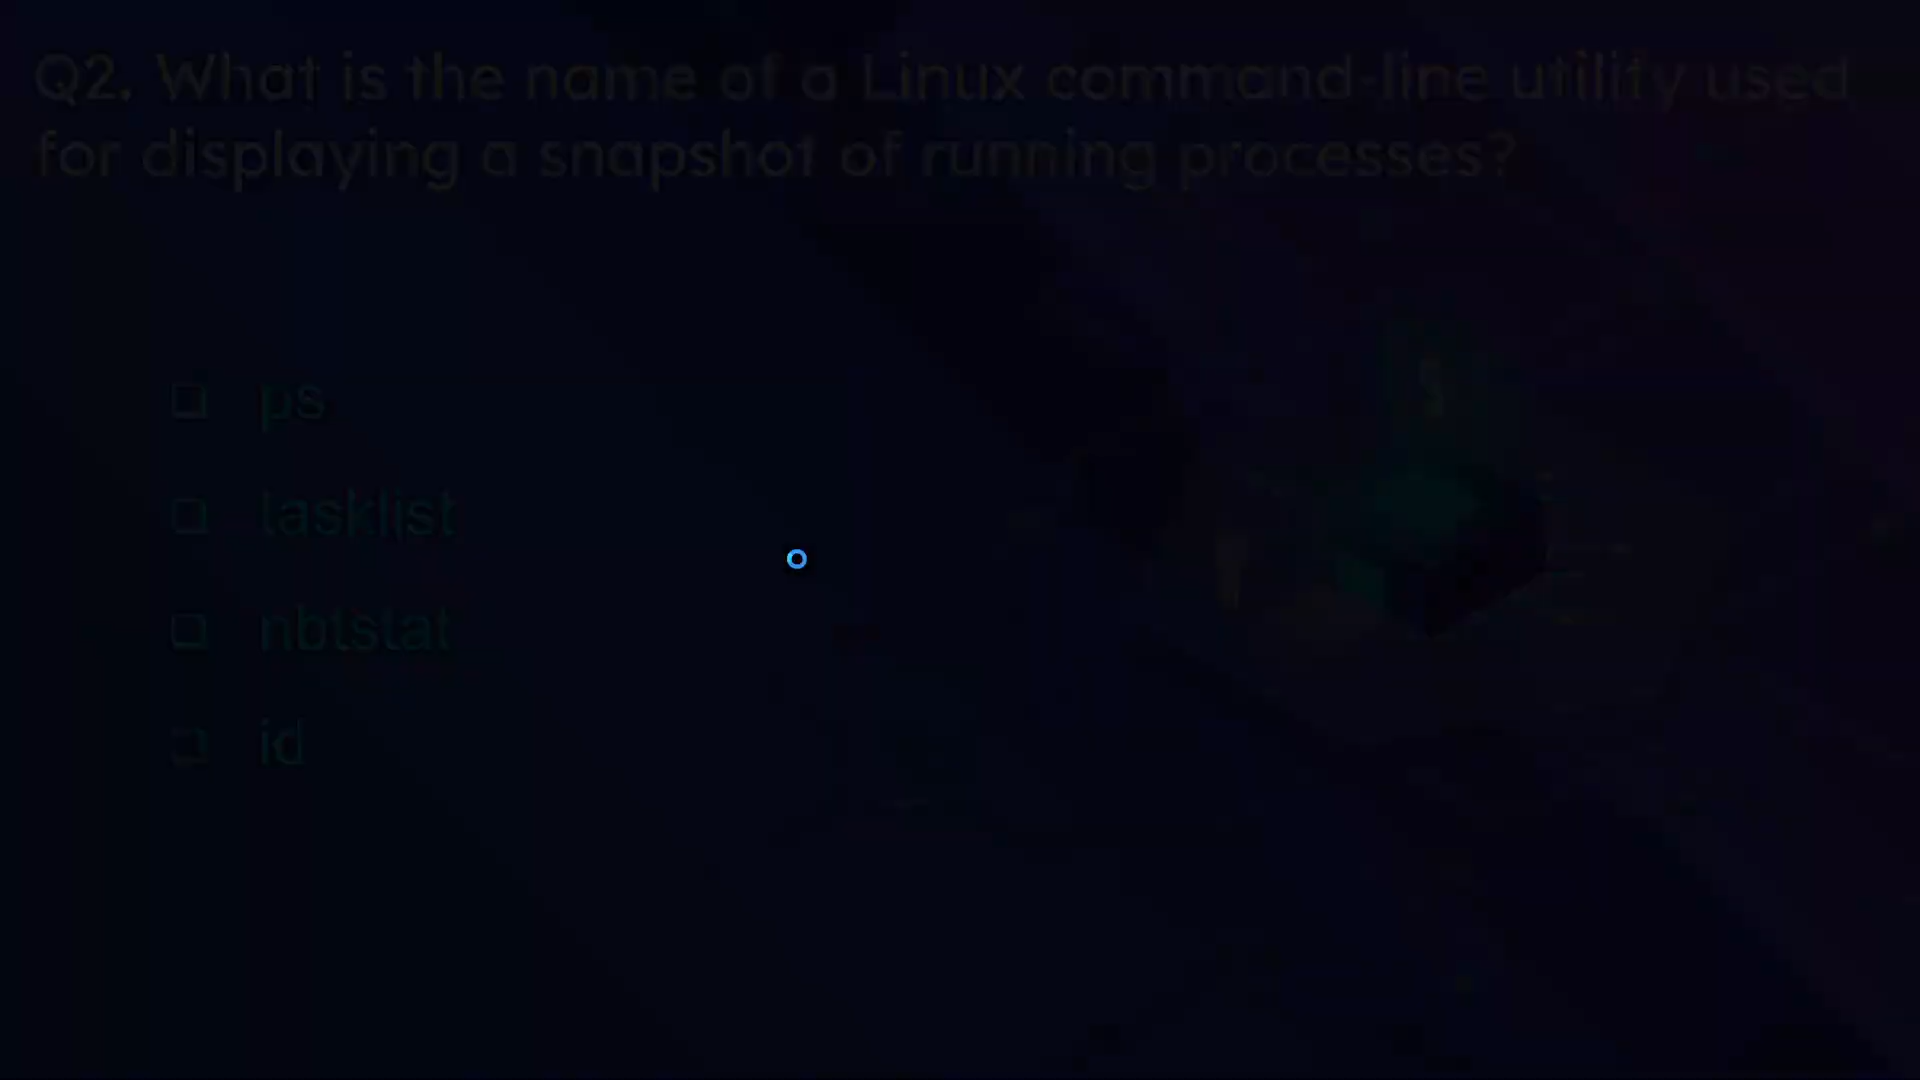 Q2. What is the name of a Linux command-line utility used
for displaying a snapshot of running processes?
ps
tasklist
nbtstat
id